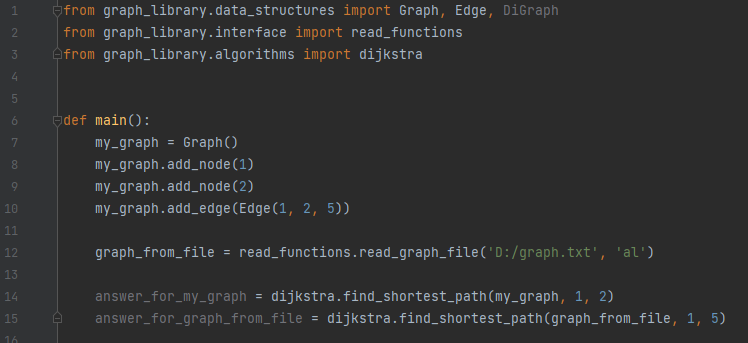 1 from graph_library.data_structures import Graph, Edge, DiGraph
2 from graph_library.interface import read_functions
3 from graph_library.algorithms import dijkstra
4
5
6 def main():
7     my_graph = Graph()
8     my_graph.add_node(1)
9     my_graph.add_node(2)
10     my_graph.add_edge(Edge(1, 2, 5))
11
12     graph_from_file = read_functions.read_graph_file('D:/graph.txt', 'al')
13
14     answer_for_my_graph = dijkstra.find_shortest_path(my_graph, 1, 2)
15     answer_for_graph_from_file = dijkstra.find_shortest_path(graph_from_file, 1, 5)
16